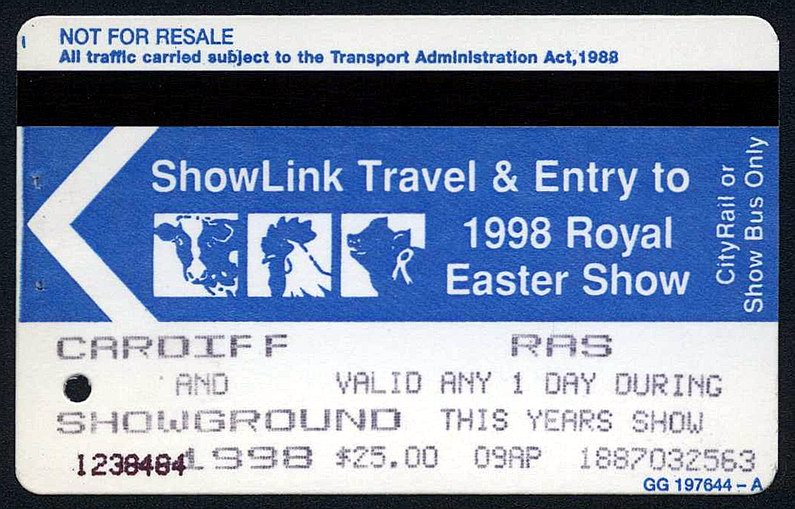 NOT FOR RESALE
All traffic carried subject to the Transport Administration Act,1988
ShowLink Travel & Entry to
1998 Royal
Easter Show
CityRail or
Show Bus Only
CARDIFF RAS
AND VALID ANY 1 DAY DURING
SHOWGROUND THIS YEARS SHOW
1238484 1998 $25.00 09AP 1887032563
GG 197644 – A